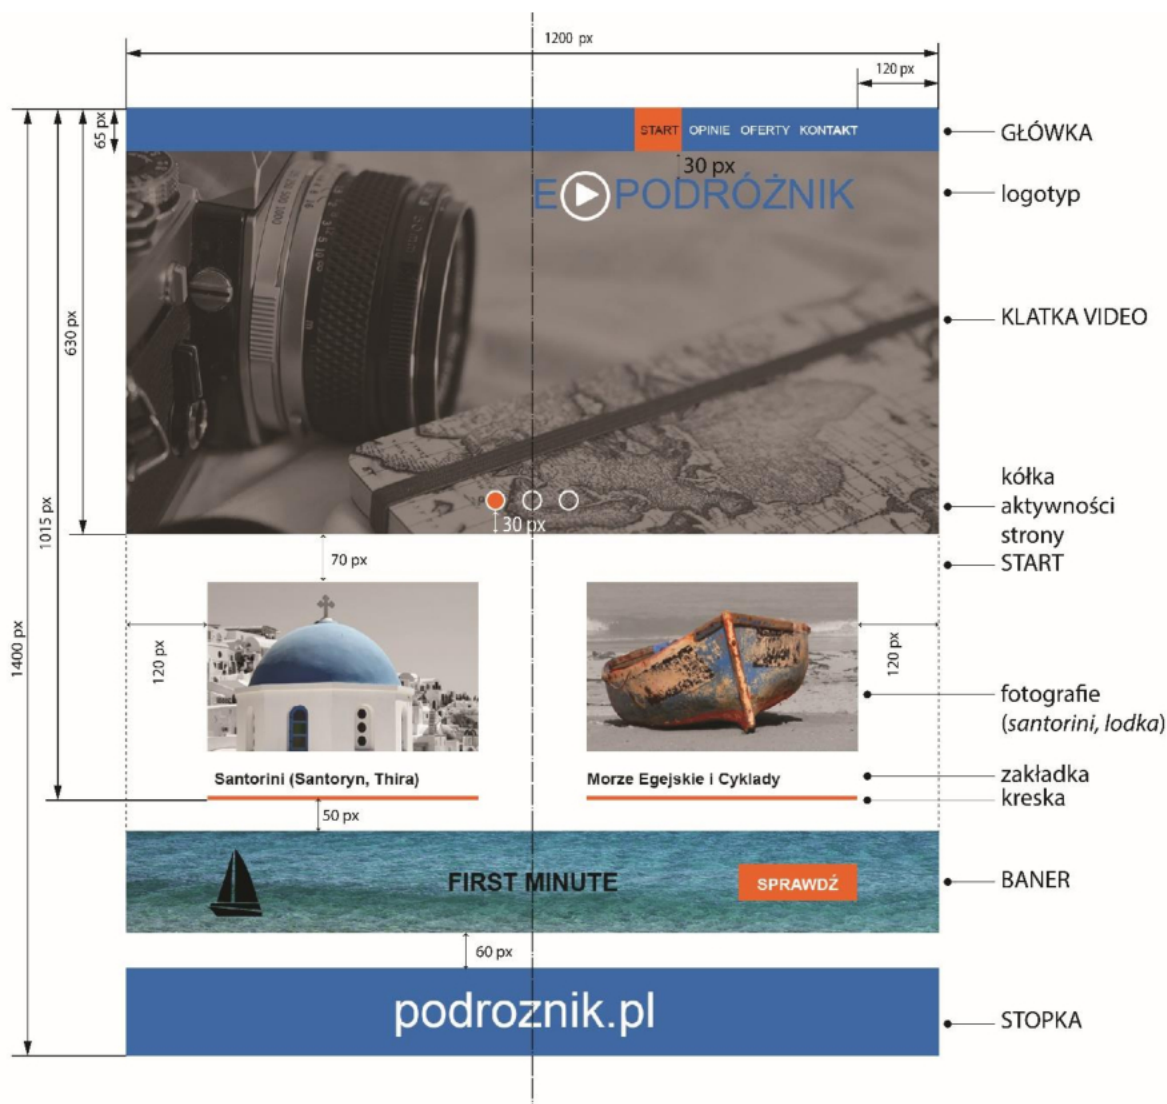 1200 px
120 px
65 px
START OPINIE OFERTY KONTAKT
GŁÓWKA
30 px
E PODRÓŻNIK
logotyp
630 px
KLATKA VIDEO
1015 px
kółka
aktywności
strony
30 px
START
70 px
1400 px
120 px
120 px
fotografie
(santorini, lodka)
Santorini (Santoryn, Thira)
Morze Egejskie i Cyklady
zakładka
kreska
50 px
FIRST MINUTE
SPRAWDŹ
BANER
60 px
podroznik.pl
STOPKA